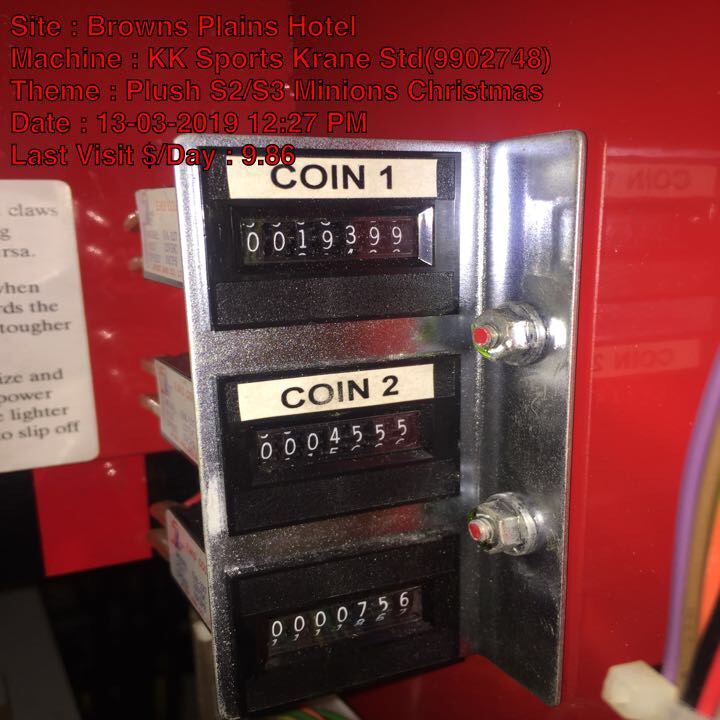 Site : Browns Plains Hotel
Machine : KK Sports Krane Std(9902748)
Theme : Plush S2/S3 Minions Christmas
Date : 13-03-2019 12:27 PM
Last Visit $/Day : 9.86
COIN 1
0019399
COIN 2
0004555
0000756
claws
rsa.
when
rds the
tougher
ize and
power
lighter
o slip off